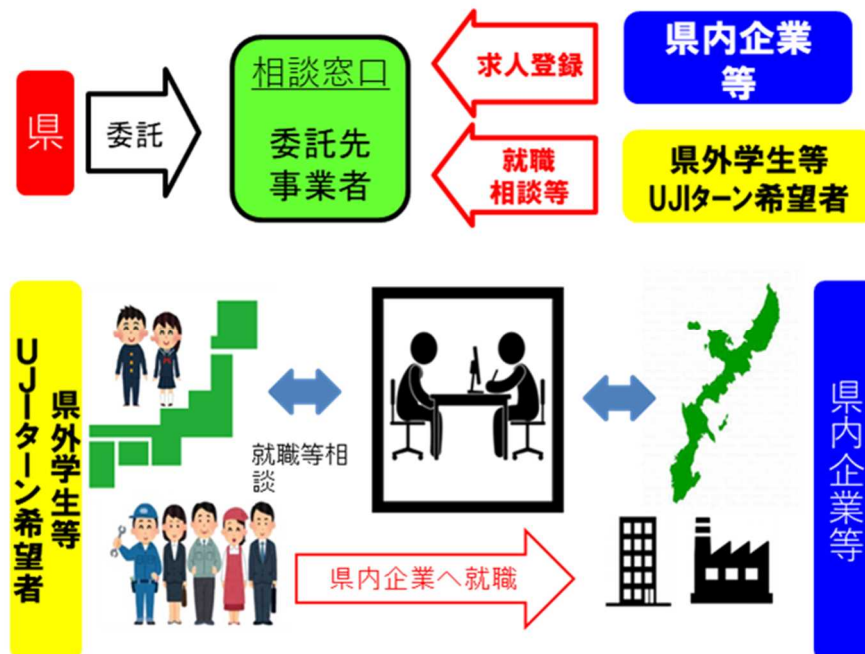 県
委託
相談窓口
委託先
事業者
求人登録
県内企業
等
就職
相談等
県外学生等
UJIターン希望者
県外学生等
UJIターン希望者
就職等相
談
県内企業へ就職
県内企業等